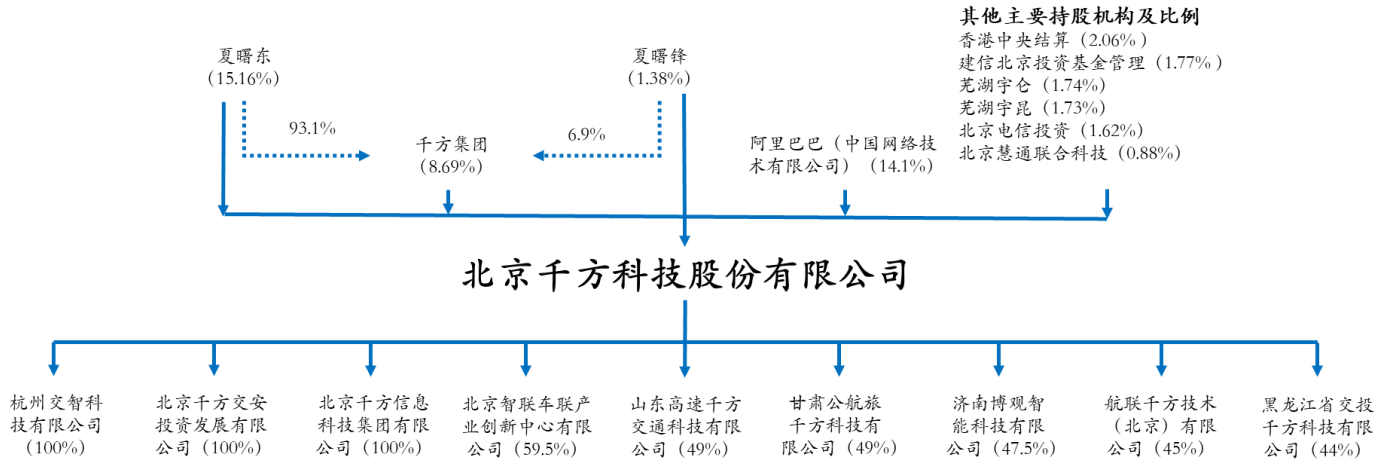 其他主要持股机构及比例
香港中央结算（2.06%）
建信北京投资基金管理（1.77%）
芜湖宇仑（1.74%）
芜湖宇昆（1.73%）
北京电信投资（1.62%）
北京慧通联合科技（0.88%）
夏曙东
(15.16%)
夏曙锋
(1.38%)
93.1%
6.9%
千方集团
(8.69%)
阿里巴巴（中国网络技
术有限公司）（14.1%）
北京千方科技股份有限公司
杭州交智科
技有限公司
(100%)
北京千方交安
投资发展有限
公司（100%）
北京千方信息
科技集团有限
公司（100%）
北京智联车联产
业创新中心有限
公司（59.5%）
山东高速千方
交通科技有限
公司（49%）
甘肃公航旅
千方科技有
限公司（49%）
济南博观智
能科技有限
公司（47.5%）
航联千方技术
（北京）有限
公司（45%）
黑龙江省交投
千方科技有限
公司（44%）